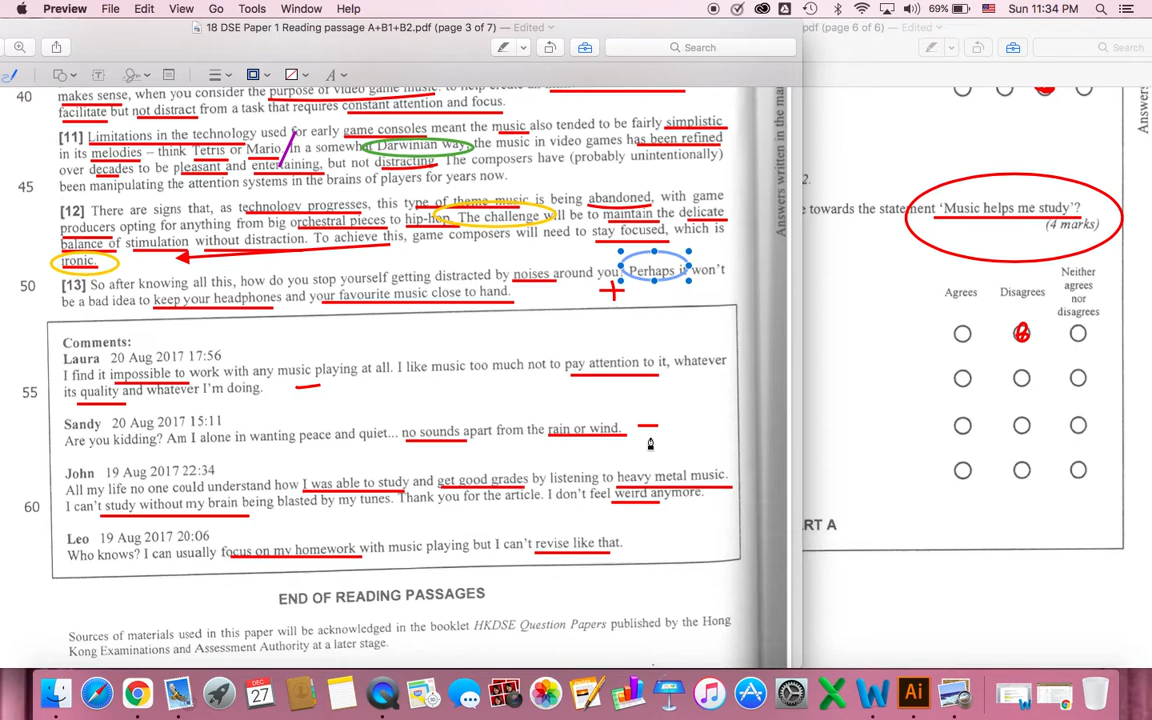 Preview File Edit View Go Tools Window Help
69% Sun 11:34 PM
18 DSE Paper 1 Reading passage A+B1+B2.pdf (page 3 of 7) — Edited
pdf (page 6 of 6) — Edited
Search
Search
40 makes sense, when you consider the purpose of video game music: to help create an
facilitate but not distract from a task that requires constant attention and focus.
[11] Limitations in the technology used for early game consoles meant the music also tended to be fairly simplistic
in its melodies – think Tetris or Mario. In a somewhat Darwinian way, the music in video games has been refined
over decades to be pleasant and entertaining, but not distracting. The composers have (probably unintentionally)
45 been manipulating the attention systems in the brains of players for years now.
[12] There are signs that, as technology progresses, this type of theme music is being abandoned, with game
producers opting for anything from big orchestral pieces to hip-hop. The challenge will be to maintain the delicate
balance of stimulation without distraction. To achieve this, game composers will need to stay focused, which is
ironic.
50 [13] So after knowing all this, how do you stop yourself getting distracted by noises around you? Perhaps it won't
be a bad idea to keep your headphones and your favourite music close to hand.
Comments:
Laura 20 Aug 2017 17:56
I find it impossible to work with any music playing at all. I like music too much not to pay attention to it, whatever
55 its quality and whatever I'm doing.
Sandy 20 Aug 2017 15:11
Are you kidding? Am I alone in wanting peace and quiet... no sounds apart from the rain or wind.
John 19 Aug 2017 22:34
All my life no one could understand how I was able to study and get good grades by listening to heavy metal music.
60 I can't study without my brain being blasted by my tunes. Thank you for the article. I don't feel weird anymore.
Leo 19 Aug 2017 20:06
Who knows? I can usually focus on my homework with music playing but I can't revise like that.
END OF READING PASSAGES
Sources of materials used in this paper will be acknowledged in the booklet HKDSE Question Papers published by the Hong
Kong Examinations and Assessment Authority at a later stage.
Answers written in the ma
2.
e towards the statement 'Music helps me study'?
(4 marks)
Agrees Disagrees Neither
agrees
nor
disagrees
RT A
Answers
DEC
27